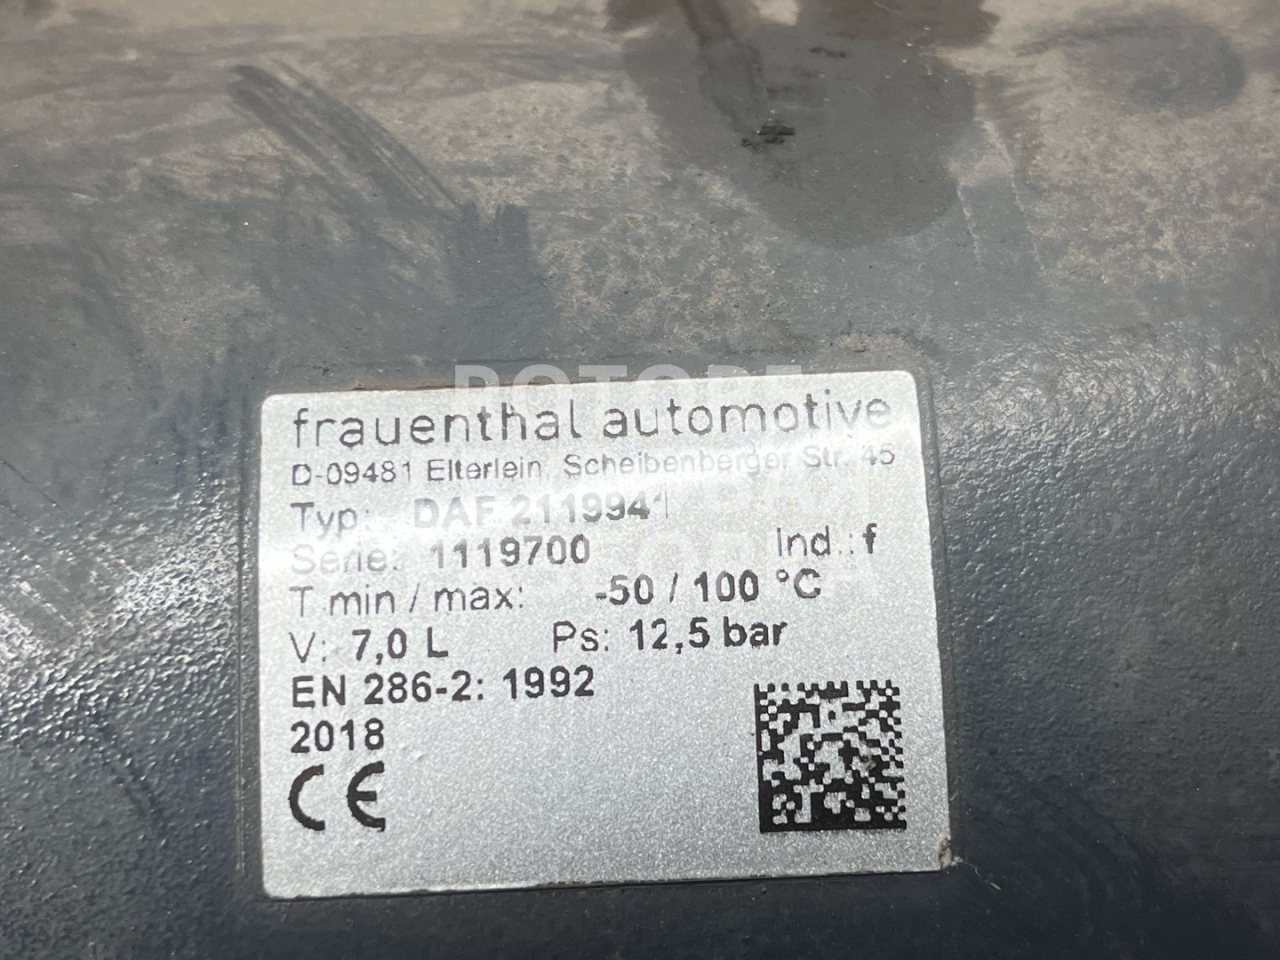 frauenthal automotive
D-09481 Elterlein, Scheibenberger Str. 45
Typ: DAF 2119941
Serie: 1119700 Ind.: f
T min / max: -50 / 100 °C
V: 7,0 L Ps: 12,5 bar
EN 286-2: 1992
2018
CE